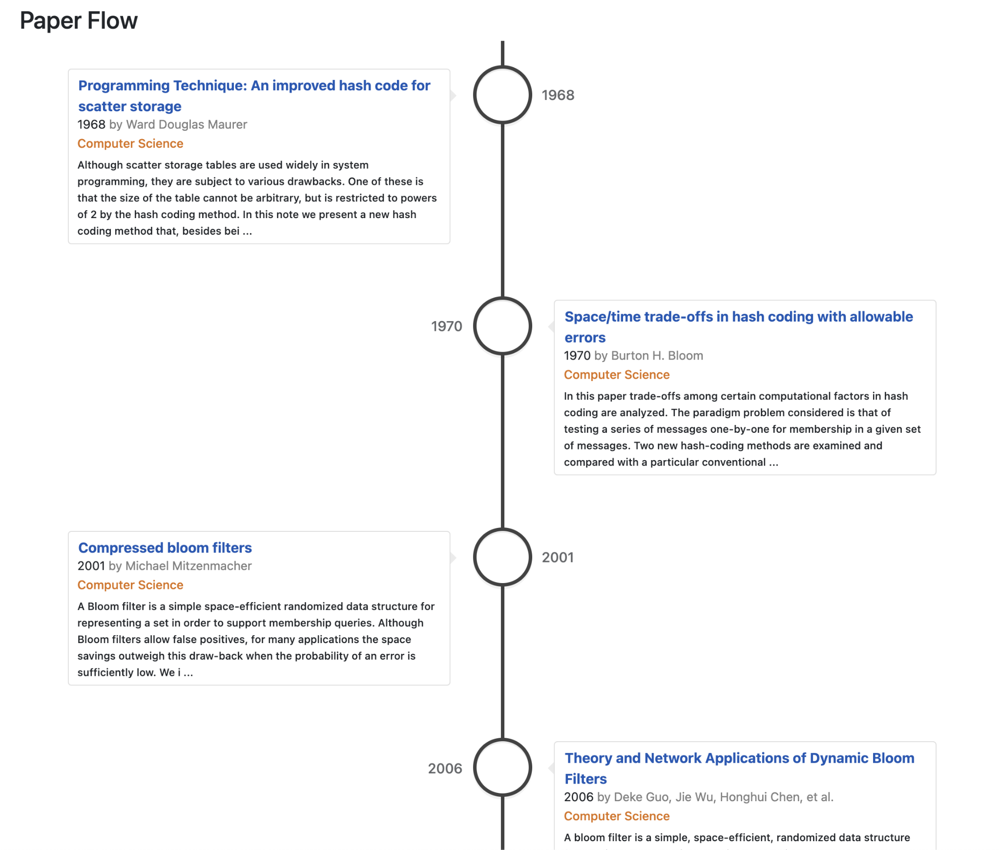 Paper Flow
Programming Technique: An improved hash code for
scatter storage
1968 by Ward Douglas Maurer
Computer Science
Although scatter storage tables are used widely in system
programming, they are subject to various drawbacks. One of these is
that the size of the table cannot be arbitrary, but is restricted to powers
of 2 by the hash coding method. In this note we present a new hash
coding method that, besides bei ...
1968
1970
Space/time trade-offs in hash coding with allowable
errors
1970 by Burton H. Bloom
Computer Science
In this paper trade-offs among certain computational factors in hash
coding are analyzed. The paradigm problem considered is that of
testing a series of messages one-by-one for membership in a given set
of messages. Two new hash-coding methods are examined and
compared with a particular conventional ...
Compressed bloom filters
2001 by Michael Mitzenmacher
Computer Science
A Bloom filter is a simple space-efficient randomized data structure for
representing a set in order to support membership queries. Although
Bloom filters allow false positives, for many applications the space
savings outweigh this draw-back when the probability of an error is
sufficiently low. We i ...
2001
2006
Theory and Network Applications of Dynamic Bloom
Filters
2006 by Deke Guo, Jie Wu, Honghui Chen, et al.
Computer Science
A bloom filter is a simple, space-efficient, randomized data structure